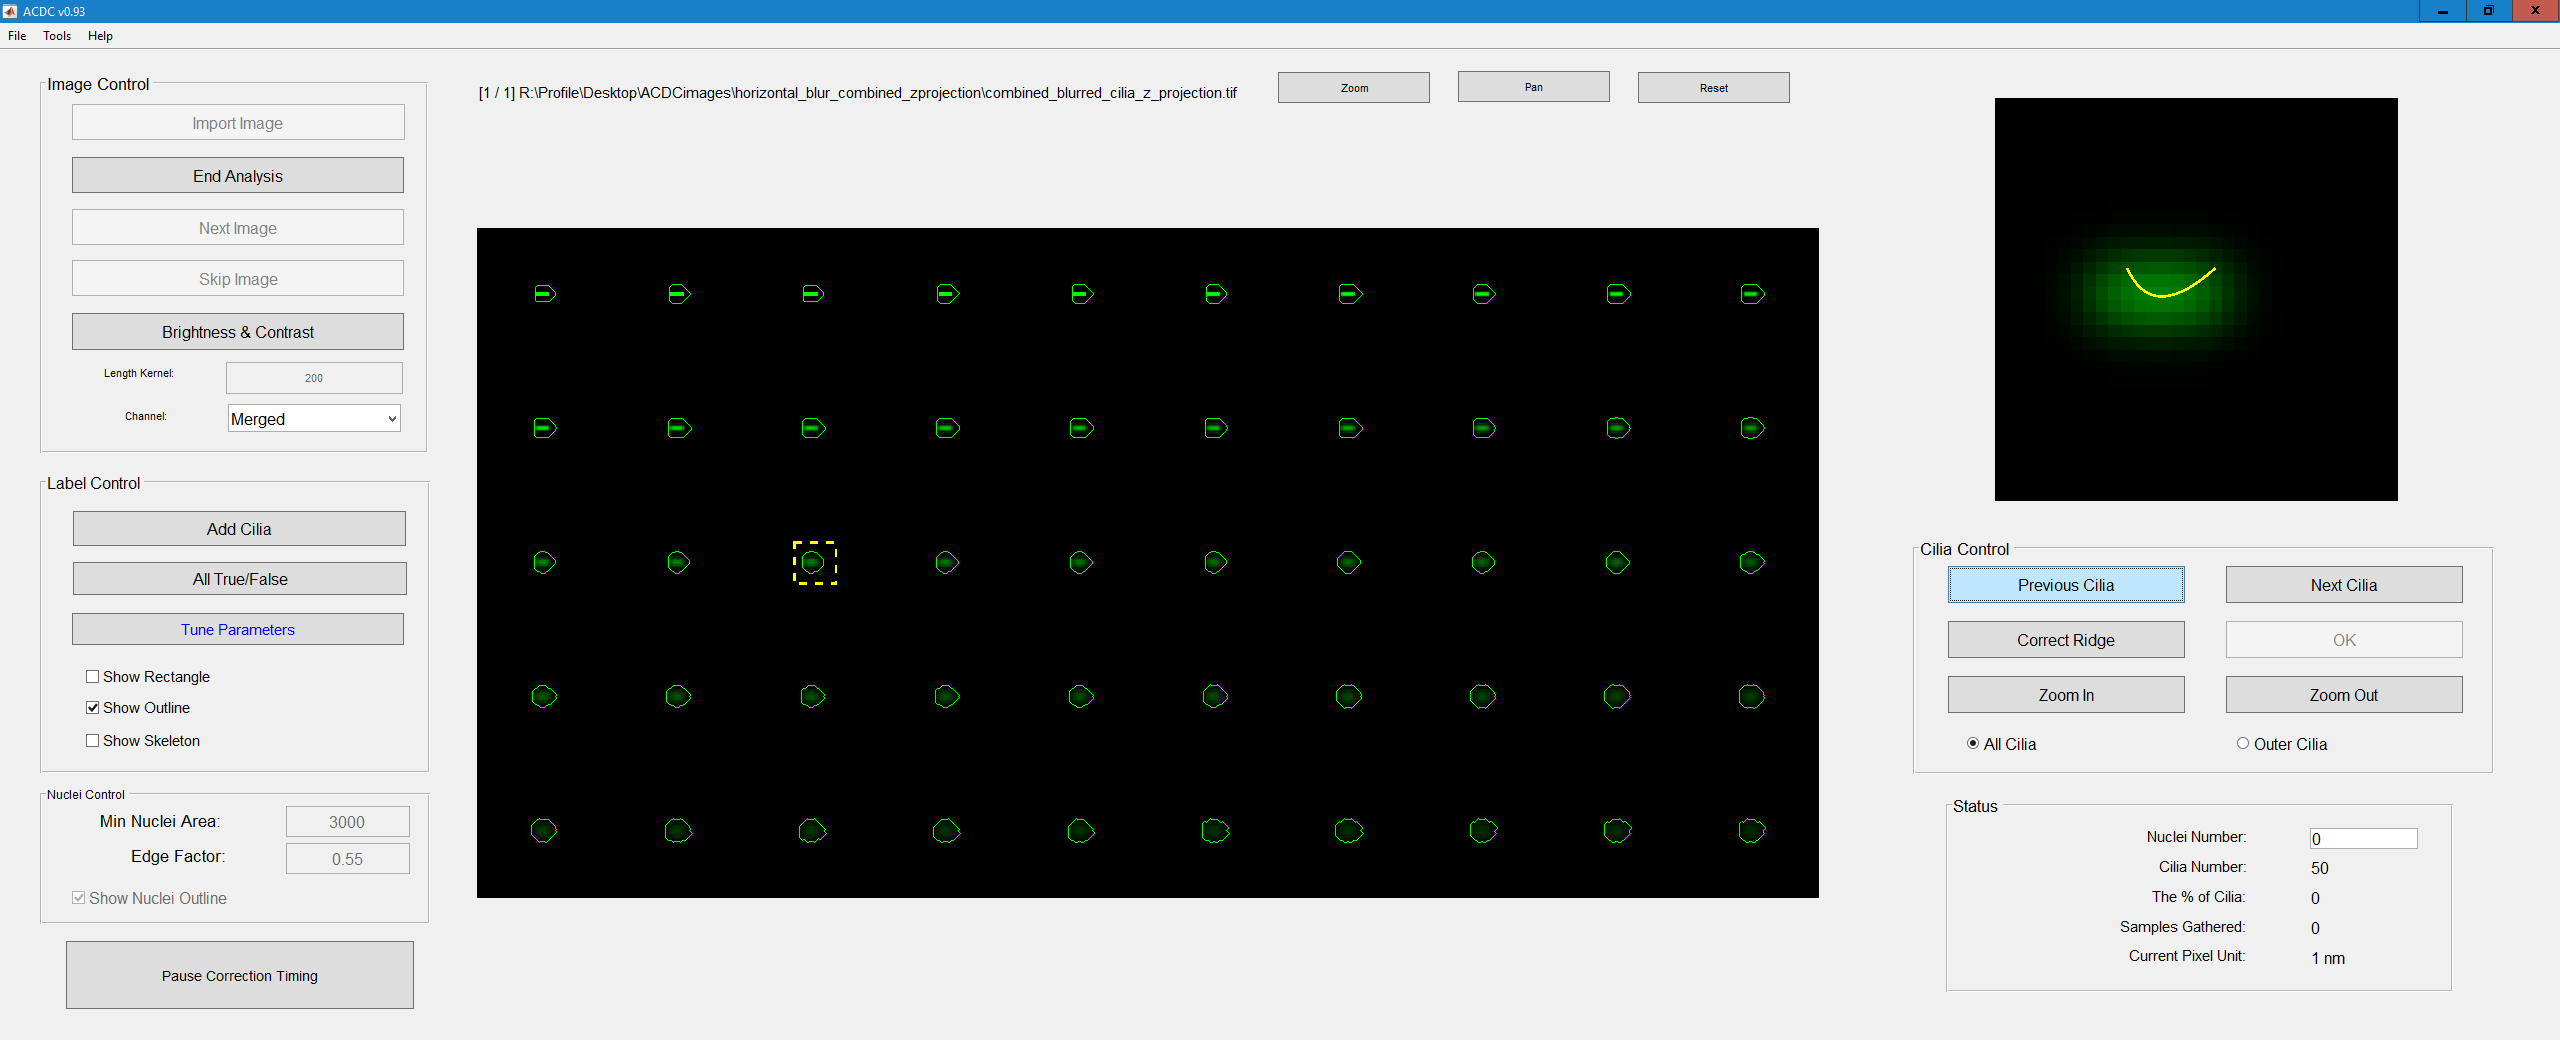 ACDC v0.93
File Tools Help
Image Control
Import Image
End Analysis
Next Image
Skip Image
Brightness & Contrast
Length Kernel: 200
Channel: Merged
Label Control
Add Cilia
All True/False
Tune Parameters
Show Rectangle
Show Outline
Show Skeleton
Nuclei Control
Min Nuclei Area: 3000
Edge Factor: 0.55
Show Nuclei Outline
Pause Correction Timing
[1 / 1] R:\Profile\Desktop\ACDCimages\horizontal_blur_combined_zprojection\combined_blurred_cilia_z_projection.tif
Zoom Pan Reset
Cilia Control
Previous Cilia Next Cilia
Correct Ridge OK
Zoom In Zoom Out
All Cilia Outer Cilia
Status
Nuclei Number: 0
Cilia Number: 50
The % of Cilia: 0
Samples Gathered: 0
Current Pixel Unit: 1 nm